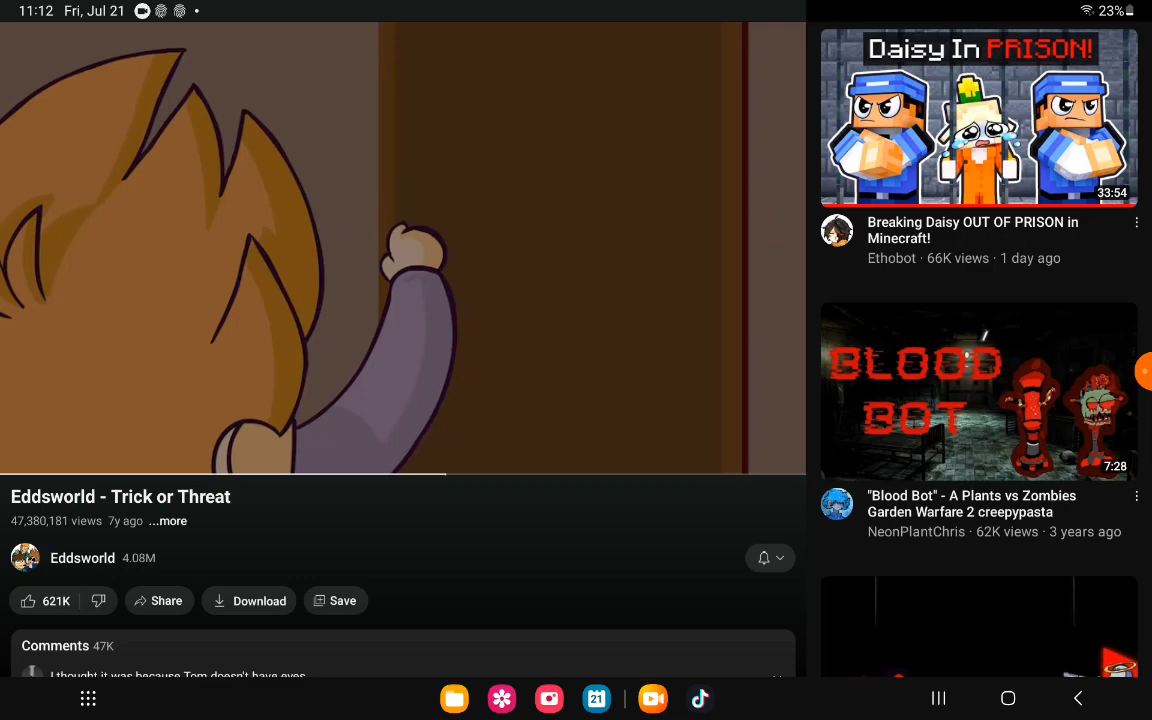 11:12 Fri, Jul 21
23%
Daisy In PRISON!
33:54
Breaking Daisy OUT OF PRISON in
Minecraft!
Ethobot · 66K views · 1 day ago
BLOOD
BOT
7:28
"Blood Bot" - A Plants vs Zombies
Garden Warfare 2 creepypasta
NeonPlantChris · 62K views · 3 years ago
Eddsworld - Trick or Threat
47,380,181 views 7y ago ...more
Eddsworld 4.08M
621K Share Download Save
Comments 47K
I thought it was because Tom doesn't have eyes
21